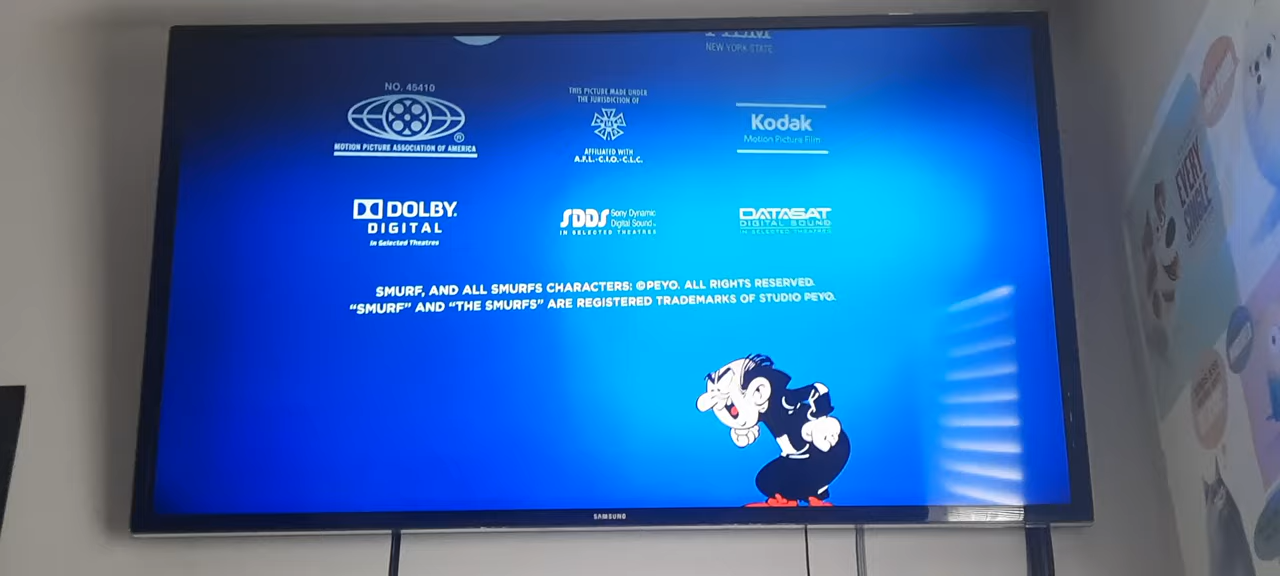 NEW YORK STATE
NO. 45410
MOTION PICTURE ASSOCIATION OF AMERICA
®
THIS PICTURE MADE UNDER
THE JURISDICTION OF
AFFILIATED WITH
A.F.L.-C.I.O.-C.L.C.
Kodak
Motion Picture Film
DOLBY
DIGITAL
In Selected Theatres
SDDS Sony Dynamic
Digital Sound
IN SELECTED THEATRES
DATASAT
DIGITAL SOUND
IN SELECTED THEATRES
SMURF, AND ALL SMURFS CHARACTERS: ©PEYO. ALL RIGHTS RESERVED.
“SMURF” AND “THE SMURFS” ARE REGISTERED TRADEMARKS OF STUDIO PEYO.
SAMSUNG
EVERY
SINGLE